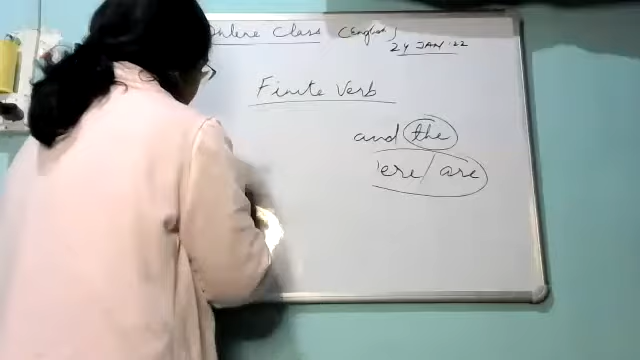 Online Class (English)
24 JAN '22
Finite Verb
and the
ere/are